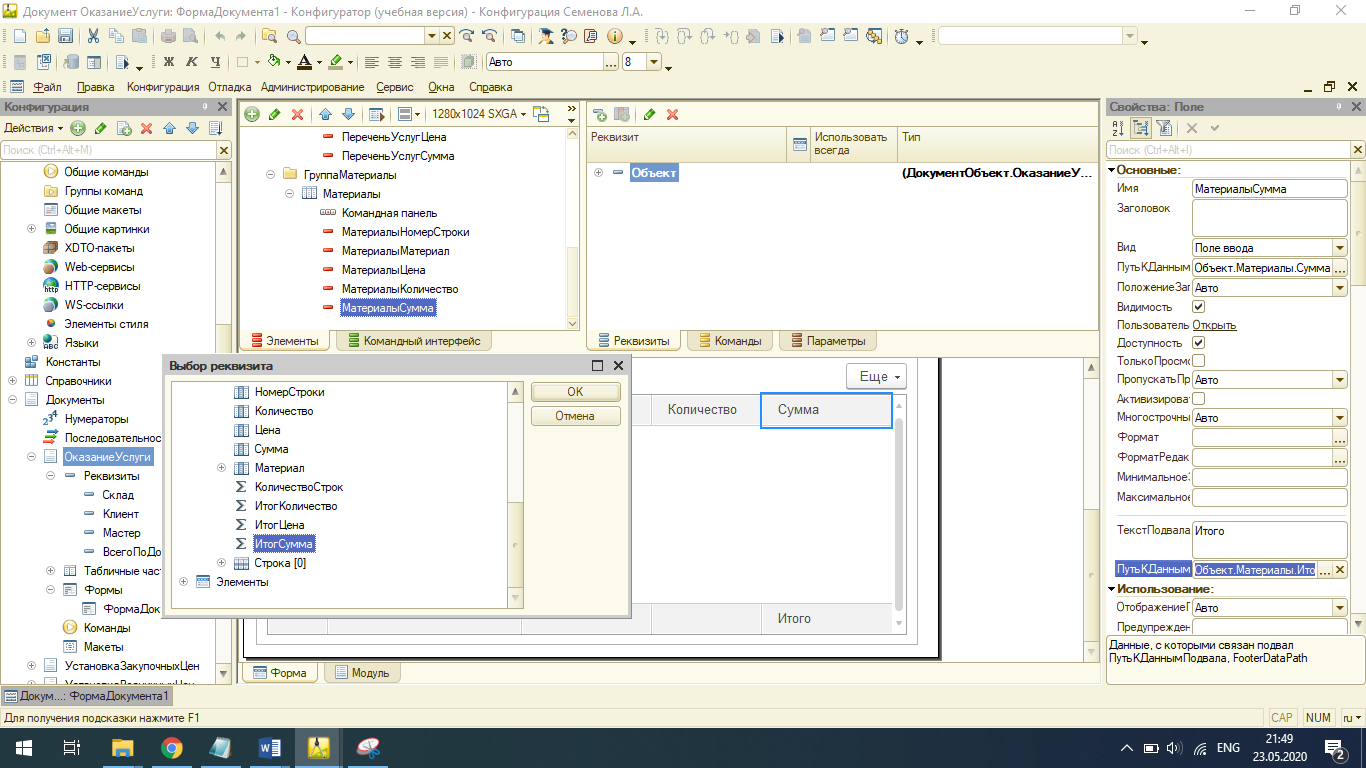 Документ ОказаниеУслуги: ФормаДокумента1 - Конфигуратор (учебная версия) - Конфигурация Семенова Л.А.
Ж К Ч Авто 8
Файл Правка Конфигурация Отладка Администрирование Сервис Окна Справка
Конфигурация
Действия
Поиск (Ctrl+Alt+M)
Общие команды
Группы команд
Общие макеты
Общие картинки
XDTO-пакеты
Web-сервисы
HTTP-сервисы
WS-ссылки
Элементы стиля
Языки
Константы
Справочники
Документы
Нумераторы
Последовательнос
ОказаниеУслуги
Реквизиты
Склад
Клиент
Мастер
ВсегоПоДо
Табличные час
Формы
ФормаДок
Команды
Макеты
УстановкаЗакупочныхЦен
1280x1024 SXGA
ПереченьУслугЦена
ПереченьУслугСумма
ГруппаМатериалы
Материалы
Командная панель
МатериалыНомерСтроки
МатериалыМатериал
МатериалыЦена
МатериалыКоличество
МатериалыСумма
Элементы Командный интерфейс
Реквизит Использовать всегда Тип
Объект (ДокументОбъект.ОказаниеУ...
Реквизиты Команды Параметры
Выбор реквизита
НомерСтроки
Количество
Цена
Сумма
Материал
КоличествоСтрок
ИтогКоличество
ИтогЦена
ИтогСумма
Строка [0]
Элементы
OK
Отмена
Еще
Количество Сумма
Итого
Форма Модуль
Свойства: Поле
Поиск (Ctrl+Alt+I)
Основные:
Имя МатериалыСумма
Заголовок
Вид Поле ввода
ПутьКДанным Объект.Материалы.Сумма ...
ПоложениеЗаг Авто
Видимость
Пользователь Открыть
Доступность
ТолькоПросмо
ПропускатьПр Авто
Активизироват
Многострочны Авто
Формат ...
ФорматРедак ...
Минимальное
Максимальное
ТекстПодвала Итого
ПутьКДанным Объект.Материалы.Ито ...
Использование:
ОтображениеП Авто
Предупрежден
Данные, с которыми связан подвал
ПутьКДаннымПодвала, FooterDataPath
Докум...: ФормаДокумента1
Для получения подсказки нажмите F1
CAP NUM ru
ENG
21:49
23.05.2020
2